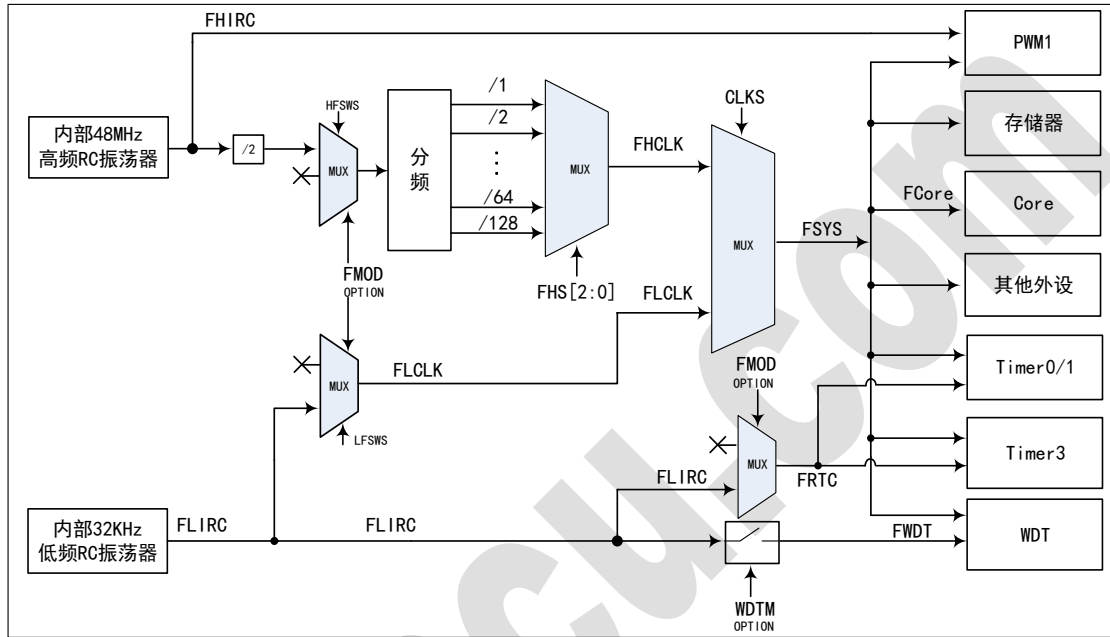 FHIRC
PWM1
内部48MHz
高频RC振荡器
/2
HFSWS
MUX
分
频
/1
/2
⋮
/64
/128
MUX
FHS[2:0]
FHCLK
CLKS
MUX
FSYS
存储器
FCore
Core
其他外设
FMOD
OPTION
FLCLK
MUX
FLCLK
LFSWS
FMOD
OPTION
MUX
FRTC
Timer0/1
Timer3
内部32KHz
低频RC振荡器
FLIRC
FLIRC
FLIRC
FWDT
WDT
WDTM
OPTION
cu.com